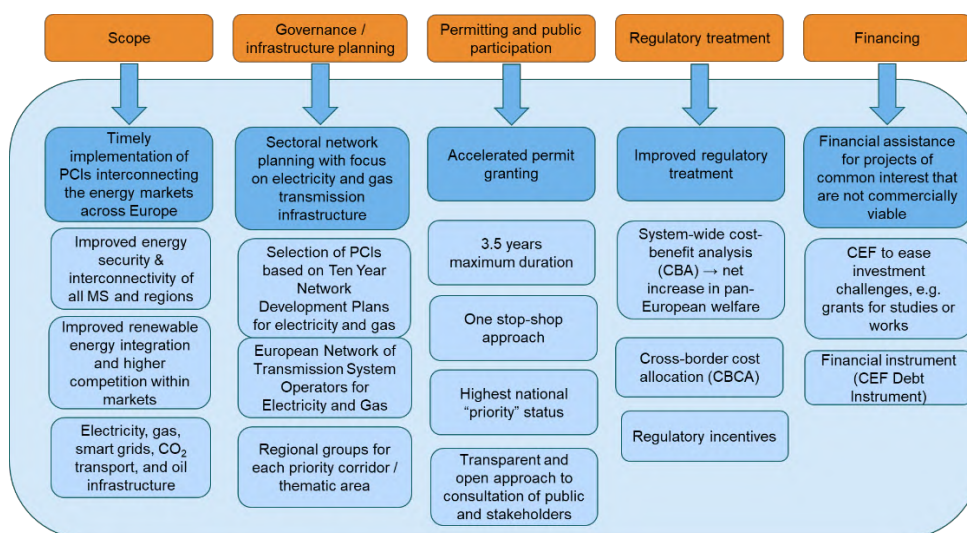 Scope
Governance /
infrastructure planning
Permitting and public
participation
Regulatory treatment
Financing
Timely
implementation of
PCIs interconnecting
the energy markets
across Europe
Improved energy
security &
interconnectivity of
all MS and regions
Improved renewable
energy integration
and higher
competition within
markets
Electricity, gas,
smart grids, CO2
transport, and oil
infrastructure
Sectoral network
planning with focus
on electricity and gas
transmission
infrastructure
Selection of PCIs
based on Ten Year
Network
Development Plans
for electricity and gas
European Network of
Transmission System
Operators for
Electricity and Gas
Regional groups for
each priority corridor /
thematic area
Accelerated permit
granting
3.5 years
maximum duration
One stop-shop
approach
Highest national
“priority” status
Transparent and
open approach to
consultation of public
and stakeholders
Improved regulatory
treatment
System-wide cost-
benefit analysis
(CBA) → net
increase in pan-
European welfare
Cross-border cost
allocation (CBCA)
Regulatory incentives
Financial assistance
for projects of
common interest that
are not commercially
viable
CEF to ease
investment
challenges, e.g.
grants for studies or
works
Financial instrument
(CEF Debt
Instrument)